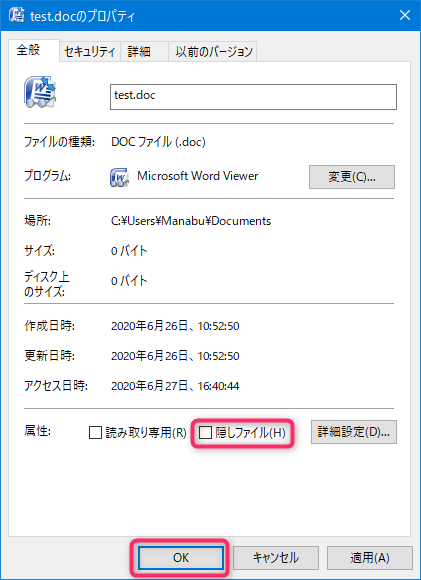 test.docのプロパティ
全般 セキュリティ 詳細 以前のバージョン
test.doc
ファイルの種類: DOC ファイル (.doc)
プログラム: Microsoft Word Viewer 変更(C)...
場所: C:¥Users¥Manabu¥Documents
サイズ: 0 バイト
ディスク上
のサイズ: 0 バイト
作成日時: 2020年6月26日、10:52:50
更新日時: 2020年6月26日、10:52:50
アクセス日時: 2020年6月27日、16:40:44
属性: 読み取り専用(R) 隠しファイル(H) 詳細設定(D)...
OK キャンセル 適用(A)